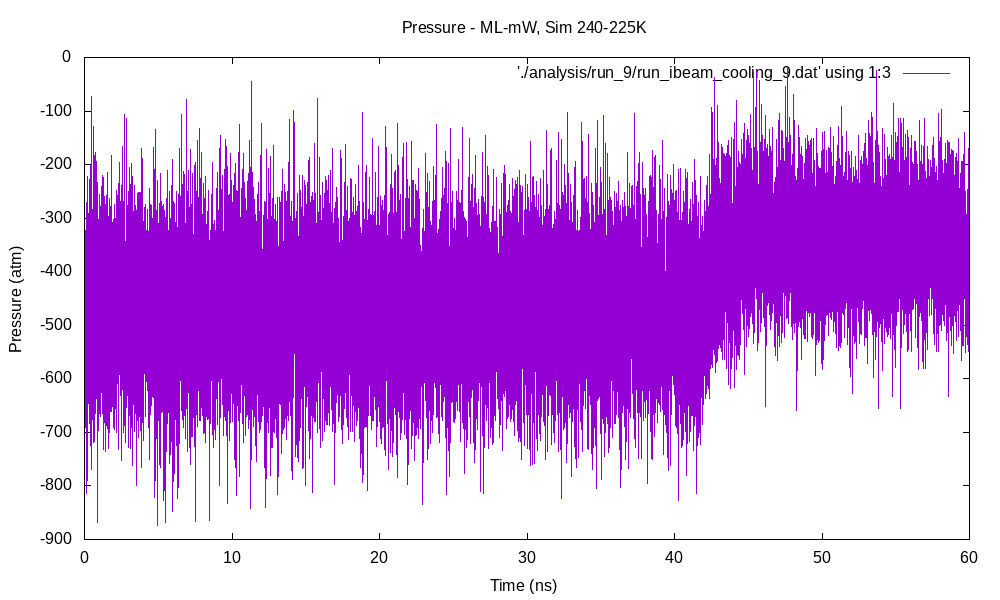 Pressure - ML-mW, Sim 240-225K
'./analysis/run_9/run_ibeam_cooling_9.dat' using 1:3
0
-100
-200
-300
-400
-500
-600
-700
-800
-900
Pressure (atm)
0 10 20 30 40 50 60
Time (ns)